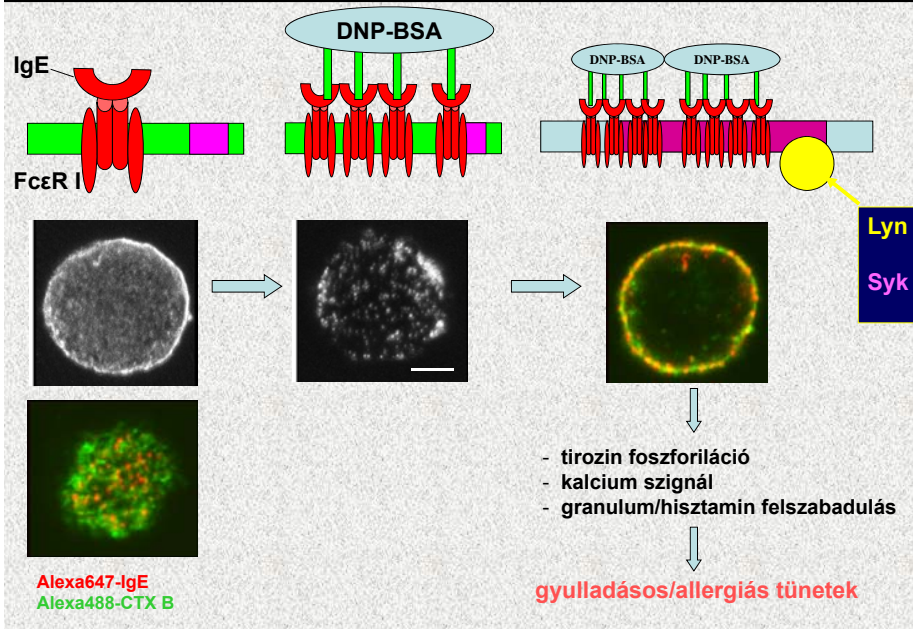 DNP-BSA
IgE
DNP-BSA
DNP-BSA
FcεR I
Lyn
Syk
- tirozin foszforiláció
- kalcium szignál
- granulum/hisztamin felszabadulás
Alexa647-IgE
Alexa488-CTX B
gyulladásos/allergiás tünetek